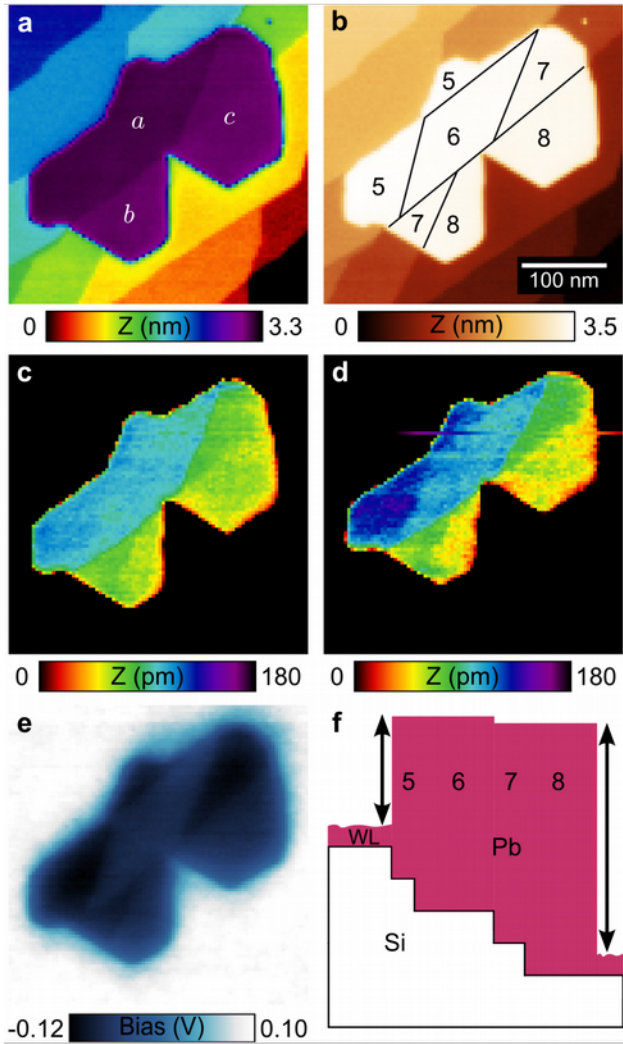 a
a
c
b
0 Z (nm) 3.3
b
5
7
6
8
5
7
8
100 nm
0 Z (nm) 3.5
c
0 Z (pm) 180
d
0 Z (pm) 180
e
-0.12 Bias (V) 0.10
f
5 6 7 8
WL
Pb
Si